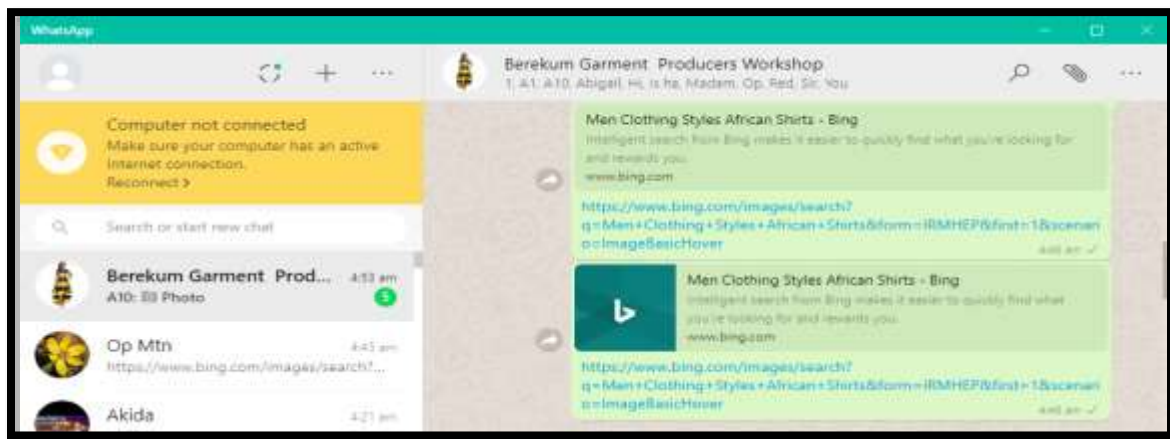 WhatsApp
Computer not connected
Make sure your computer has an active
internet connection.
Reconnect >
Search or start new chat
Berekum Garment Prod... 4:53 am
A10: Photo
5
Op Mtn 4:45 am
https://www.bing.com/images/search?...
Akida 4:21 am
Berekum Garment Producers Workshop
1, A1, A10, Abigail, Hi, is ha, Madam, Op, Red, Sir, You
Men Clothing Styles African Shirts - Bing
Intelligent search from Bing makes it easier to quickly find what you're looking for
and rewards you.
www.bing.com
https://www.bing.com/images/search?
q=Men+Clothing+Styles+African+Shirts&form=IRMHEP&first=1&scenari
o=ImageBasicHover
Men Clothing Styles African Shirts - Bing
Intelligent search from Bing makes it easier to quickly find what
you're looking for and rewards you.
www.bing.com
https://www.bing.com/images/search?
q=Men+Clothing+Styles+African+Shirts&form=IRMHEP&first=1&scenari
o=ImageBasicHover